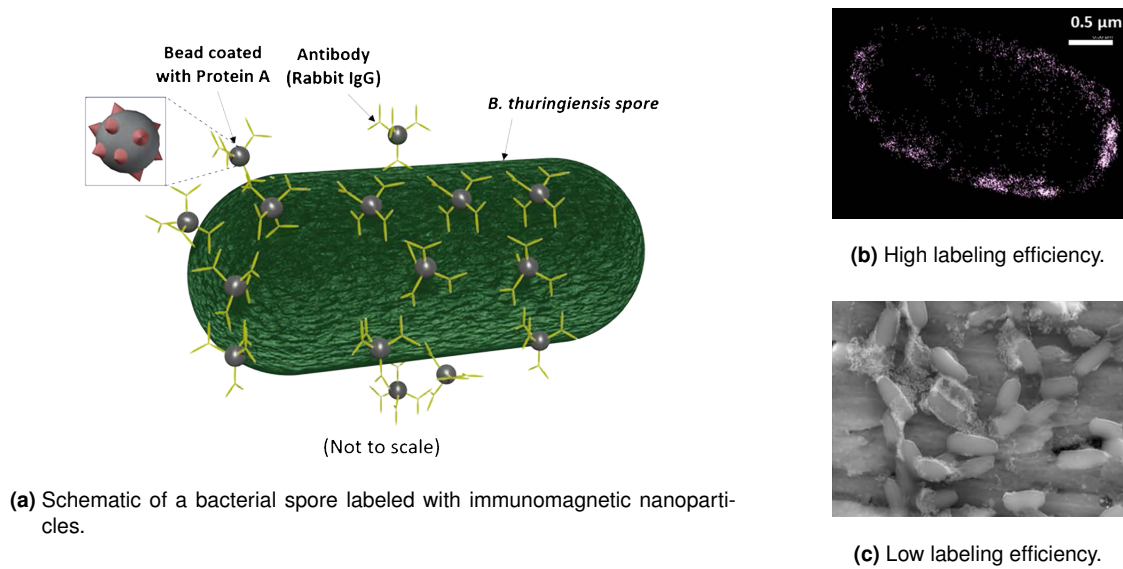 Bead coated
with Protein A
Antibody
(Rabbit IgG)
B. thuringiensis spore
(Not to scale)
(a) Schematic of a bacterial spore labeled with immunomagnetic nanoparti-
cles.
0.5 µm
(b) High labeling efficiency.
(c) Low labeling efficiency.